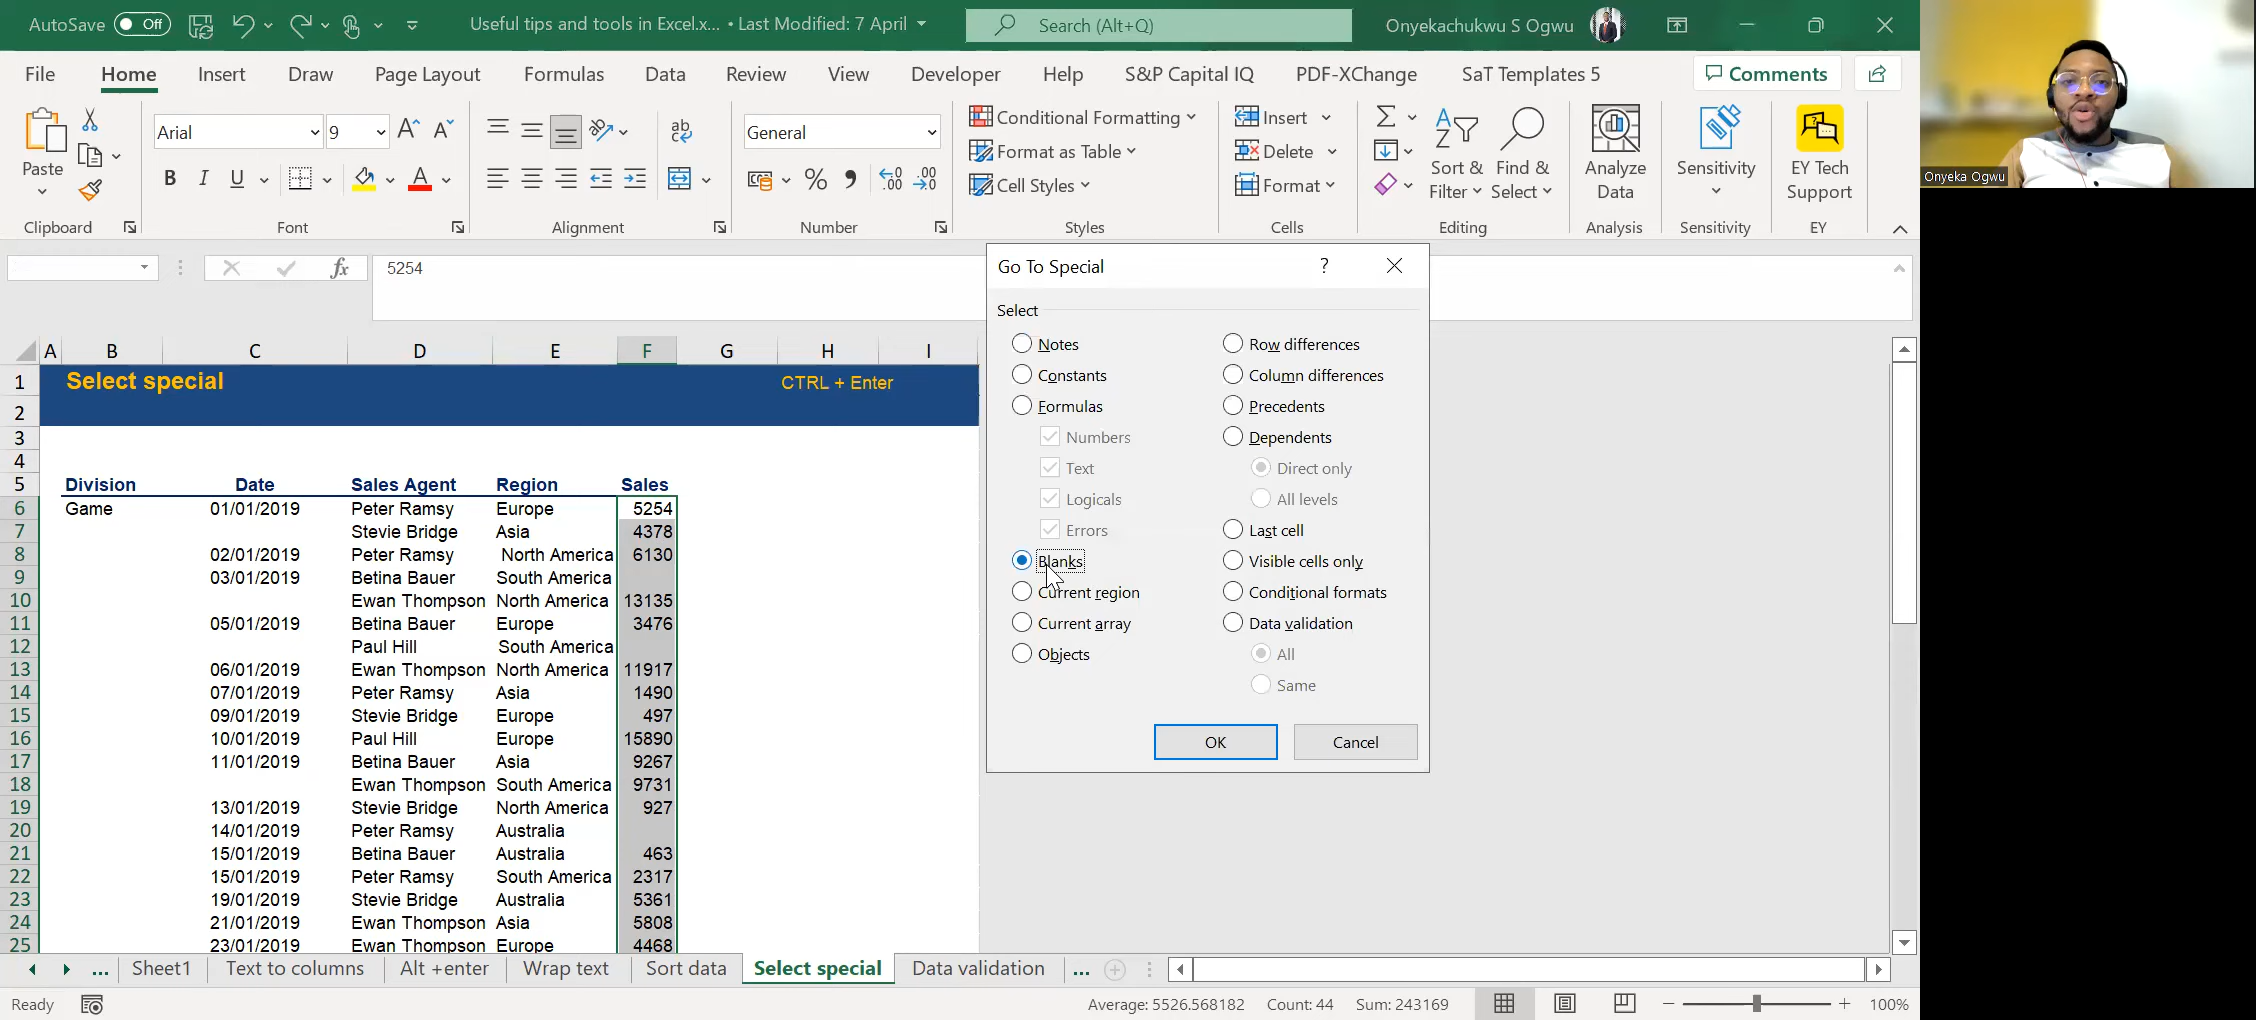 AutoSave Off Useful tips and tools in Excel.x... • Last Modified: 7 April Search (Alt+Q) Onyekachukwu S Ogwu
File Home Insert Draw Page Layout Formulas Data Review View Developer Help S&P Capital IQ PDF-XChange SaT Templates 5 Comments
Paste
Clipboard
Arial 9
B I U A
Font
ab
Alignment
General
% .00
Number
Conditional Formatting
Format as Table
Cell Styles
Styles
Insert
Delete
Format
Cells
Sort & Filter
Find & Select
Editing
Analyze Data
Analysis
Sensitivity
Sensitivity
EY Tech Support
EY
Onyeka Ogwu
fx 5254
A B C D E F G H I
1 Select special CTRL + Enter
2
3
4
5 Division Date Sales Agent Region Sales
6 Game 01/01/2019 Peter Ramsy Europe 5254
7 Stevie Bridge Asia 4378
8 02/01/2019 Peter Ramsy North America 6130
9 03/01/2019 Betina Bauer South America
10 Ewan Thompson North America 13135
11 05/01/2019 Betina Bauer Europe 3476
12 Paul Hill South America
13 06/01/2019 Ewan Thompson North America 11917
14 07/01/2019 Peter Ramsy Asia 1490
15 09/01/2019 Stevie Bridge Europe 497
16 10/01/2019 Paul Hill Europe 15890
17 11/01/2019 Betina Bauer Asia 9267
18 Ewan Thompson South America 9731
19 13/01/2019 Stevie Bridge North America 927
20 14/01/2019 Peter Ramsy Australia
21 15/01/2019 Betina Bauer Australia 463
22 15/01/2019 Peter Ramsy South America 2317
23 19/01/2019 Stevie Bridge Australia 5361
24 21/01/2019 Ewan Thompson Asia 5808
25 23/01/2019 Ewan Thompson Europe 4468
Go To Special ?
Select
Notes
Constants
Formulas
Numbers
Text
Logicals
Errors
Blanks
Current region
Current array
Objects
Row differences
Column differences
Precedents
Dependents
Direct only
All levels
Last cell
Visible cells only
Conditional formats
Data validation
All
Same
OK Cancel
... Sheet1 Text to columns Alt +enter Wrap text Sort data Select special Data validation ...
Ready Average: 5526.568182 Count: 44 Sum: 243169 100%